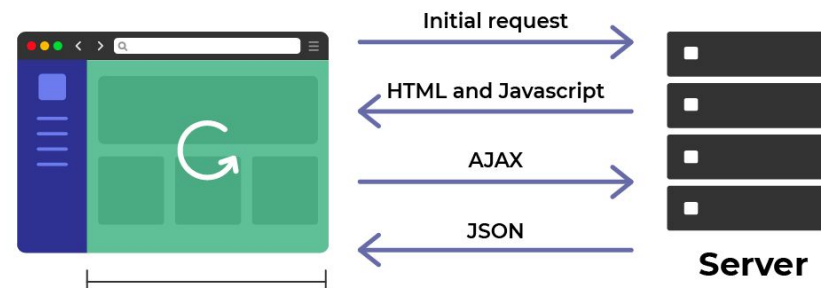 Initial request
HTML and Javascript
AJAX
JSON
Server